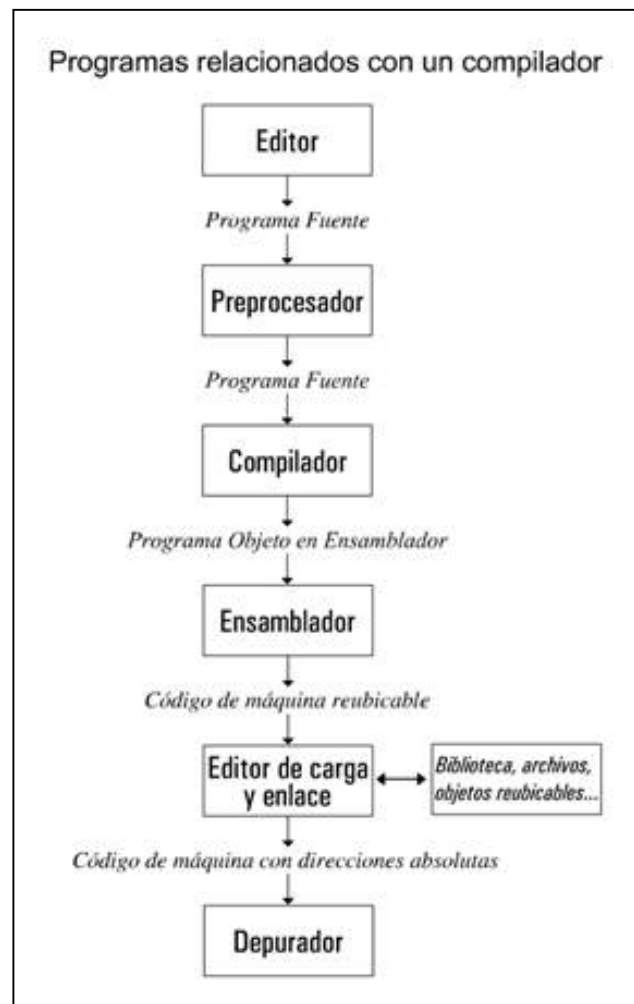 Programas relacionados con un compilador
Editor
Programa Fuente
Preprocesador
Programa Fuente
Compilador
Programa Objeto en Ensamblador
Ensamblador
Código de máquina reubicable
Editor de carga
y enlace
Biblioteca, archivos,
objetos reubicables...
Código de máquina con direcciones absolutas
Depurador